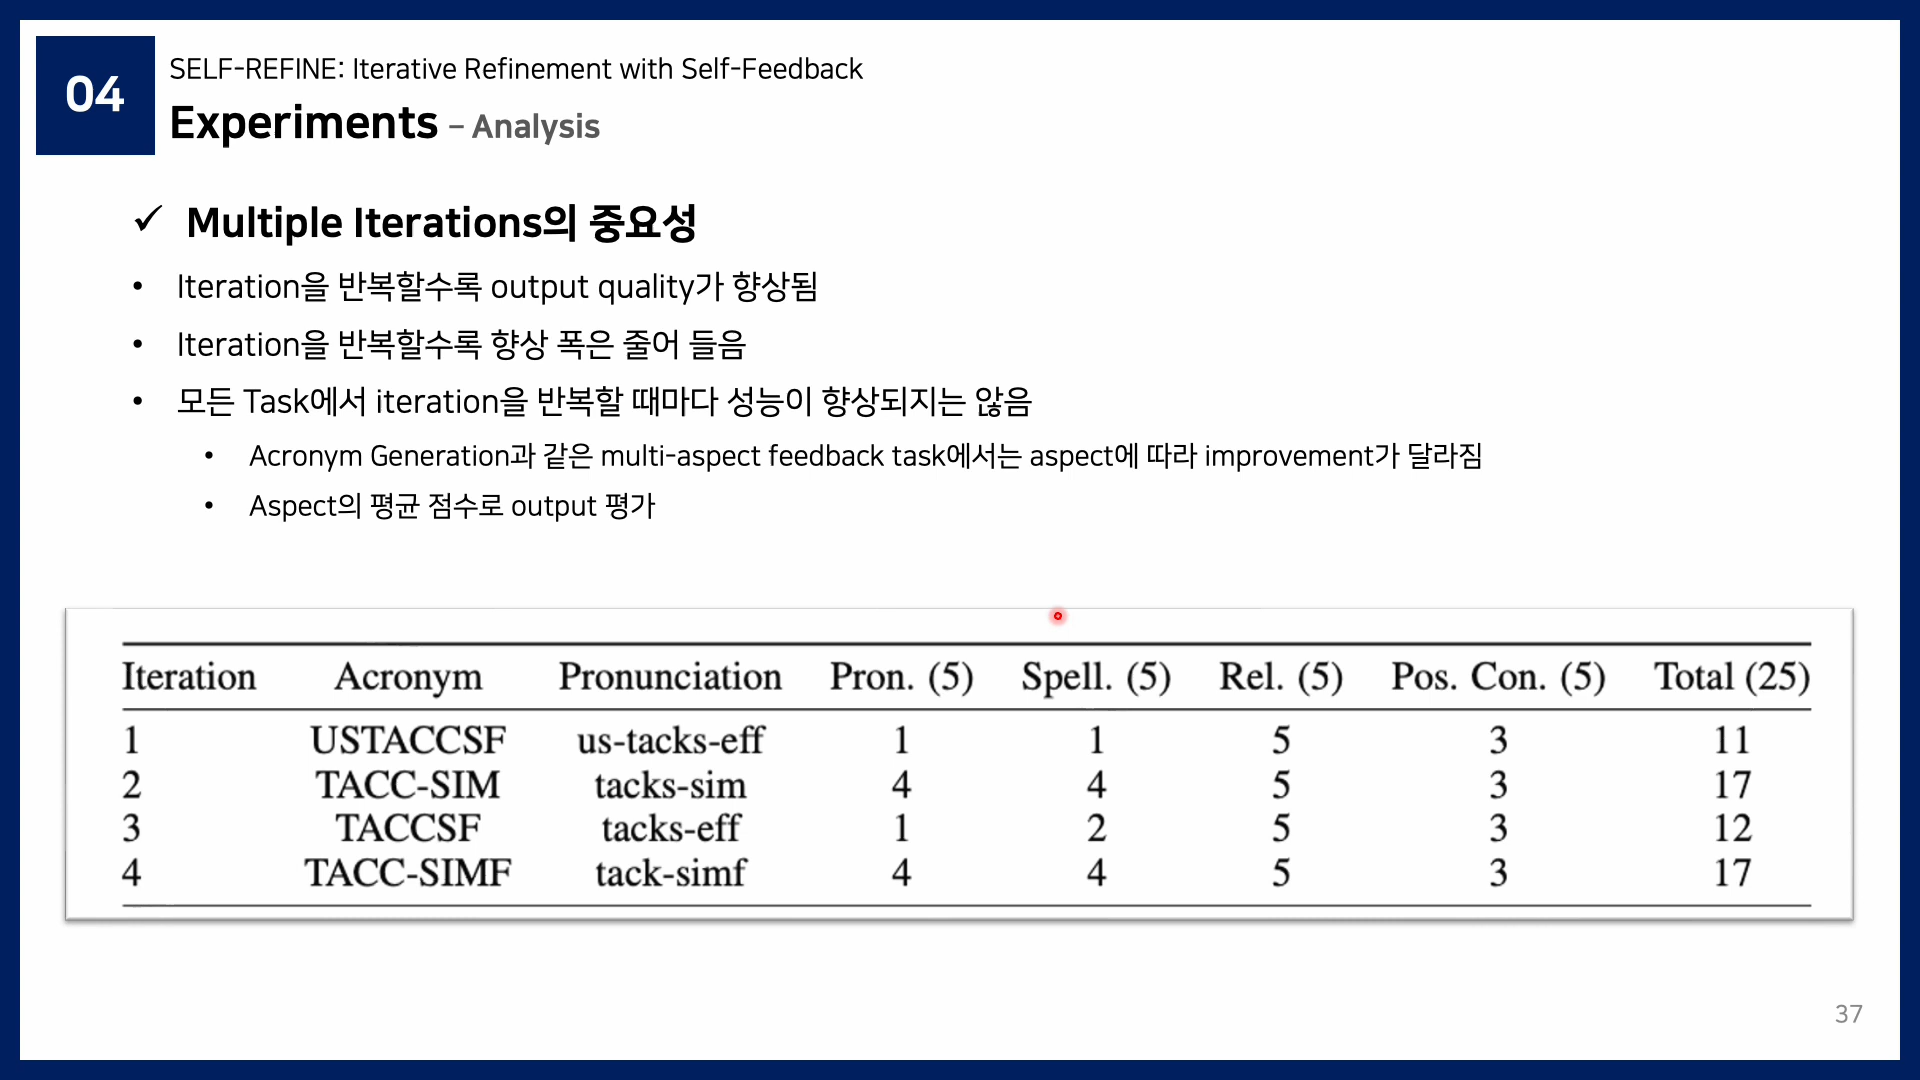 04
SELF-REFINE: Iterative Refinement with Self-Feedback
Experiments – Analysis
✓ Multiple Iterations의 중요성
• Iteration을 반복할수록 output quality가 향상됨
• Iteration을 반복할수록 향상 폭은 줄어 들음
• 모든 Task에서 iteration을 반복할 때마다 성능이 향상되지는 않음
• Acronym Generation과 같은 multi-aspect feedback task에서는 aspect에 따라 improvement가 달라짐
• Aspect의 평균 점수로 output 평가
Iteration Acronym Pronunciation Pron. (5) Spell. (5) Rel. (5) Pos. Con. (5) Total (25)
1 USTACCSF us-tacks-eff 1 1 5 3 11
2 TACC-SIM tacks-sim 4 4 5 3 17
3 TACCSF tacks-eff 1 2 5 3 12
4 TACC-SIMF tack-simf 4 4 5 3 17
37